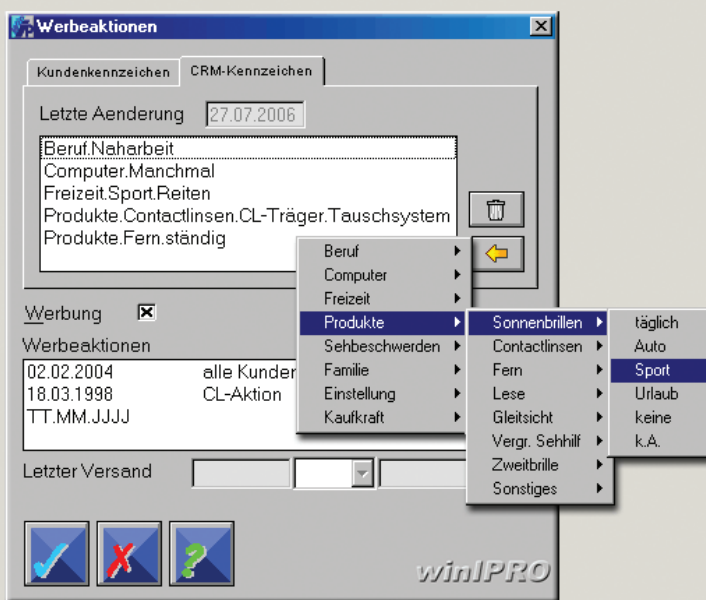 Werbeaktionen
Kundenkennzeichen CRM-Kennzeichen
Letzte Aenderung 27.07.2006
Beruf.Naharbeit
Computer.Manchmal
Freizeit.Sport.Reiten
Produkte.Contactlinsen.CL-Träger.Tauschsystem
Produkte.Fern.ständig
Werbung
Werbeaktionen
02.02.2004 alle Kunden
18.03.1998 CL-Aktion
TT.MM.JJJJ
Letzter Versand
Beruf
Computer
Freizeit
Produkte
Sehbeschwerden
Familie
Einstellung
Kaufkraft
Sonnenbrillen
Contactlinsen
Fern
Lese
Gleitsicht
Vergr. Sehhilf
Zweitbrille
Sonstiges
täglich
Auto
Sport
Urlaub
keine
k.A.
winIPRO